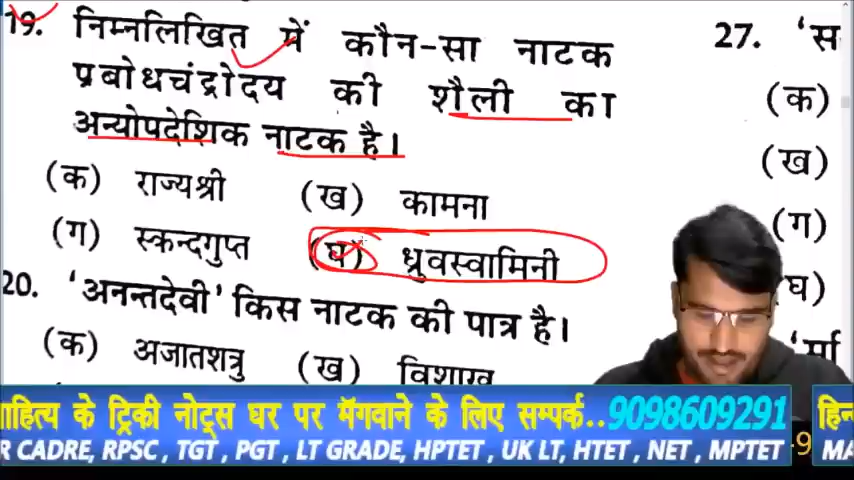 19. निम्नलिखित में कौन-सा नाटक
प्रबोधचंद्रोदय की शैली का
अन्योपदेशिक नाटक है।
(क) राज्यश्री (ख) कामना
(ग) स्कन्दगुप्त (घ) ध्रुवस्वामिनी
20. 'अनन्तदेवी' किस नाटक की पात्र है।
(क) अजातशत्रु (ख) विशाख
27. 'स
(क)
(ख)
(ग)
(घ)
के ट्रिकी नोट्स घर पर मॅगवाने के लिए सम्पर्क..9098609291
R CADRE, RPSC , TGT , PGT , LT GRADE, HPTET , UK LT, HTET , NET , MPTET